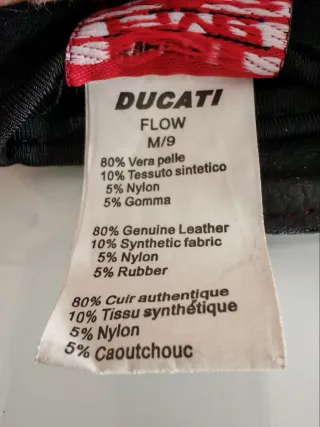 DUCATI
FLOW
M/9
80% Vera pelle
10% Tessuto sintetico
5% Nylon
5% Gomma
80% Genuine Leather
10% Synthetic fabric
5% Nylon
5% Rubber
80% Cuir authentique
10% Tissu synthétique
5% Nylon
5% Caoutchouc